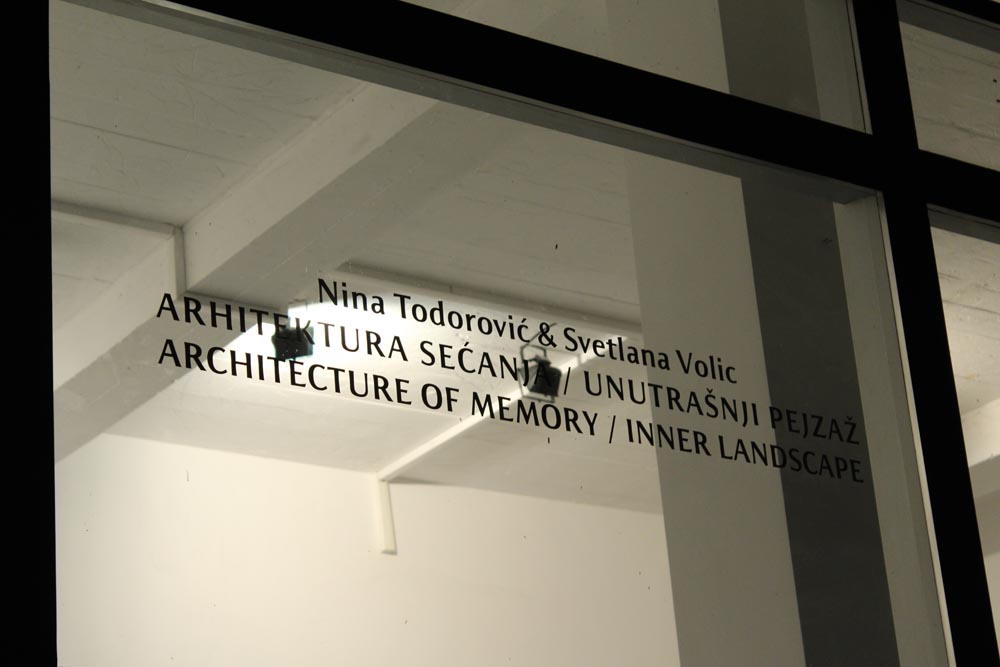 Nina Todorović & Svetlana Volic
ARHITEKTURA SEĆANJA / UNUTRAŠNJI PEJZAŽ
ARCHITECTURE OF MEMORY / INNER LANDSCAPE